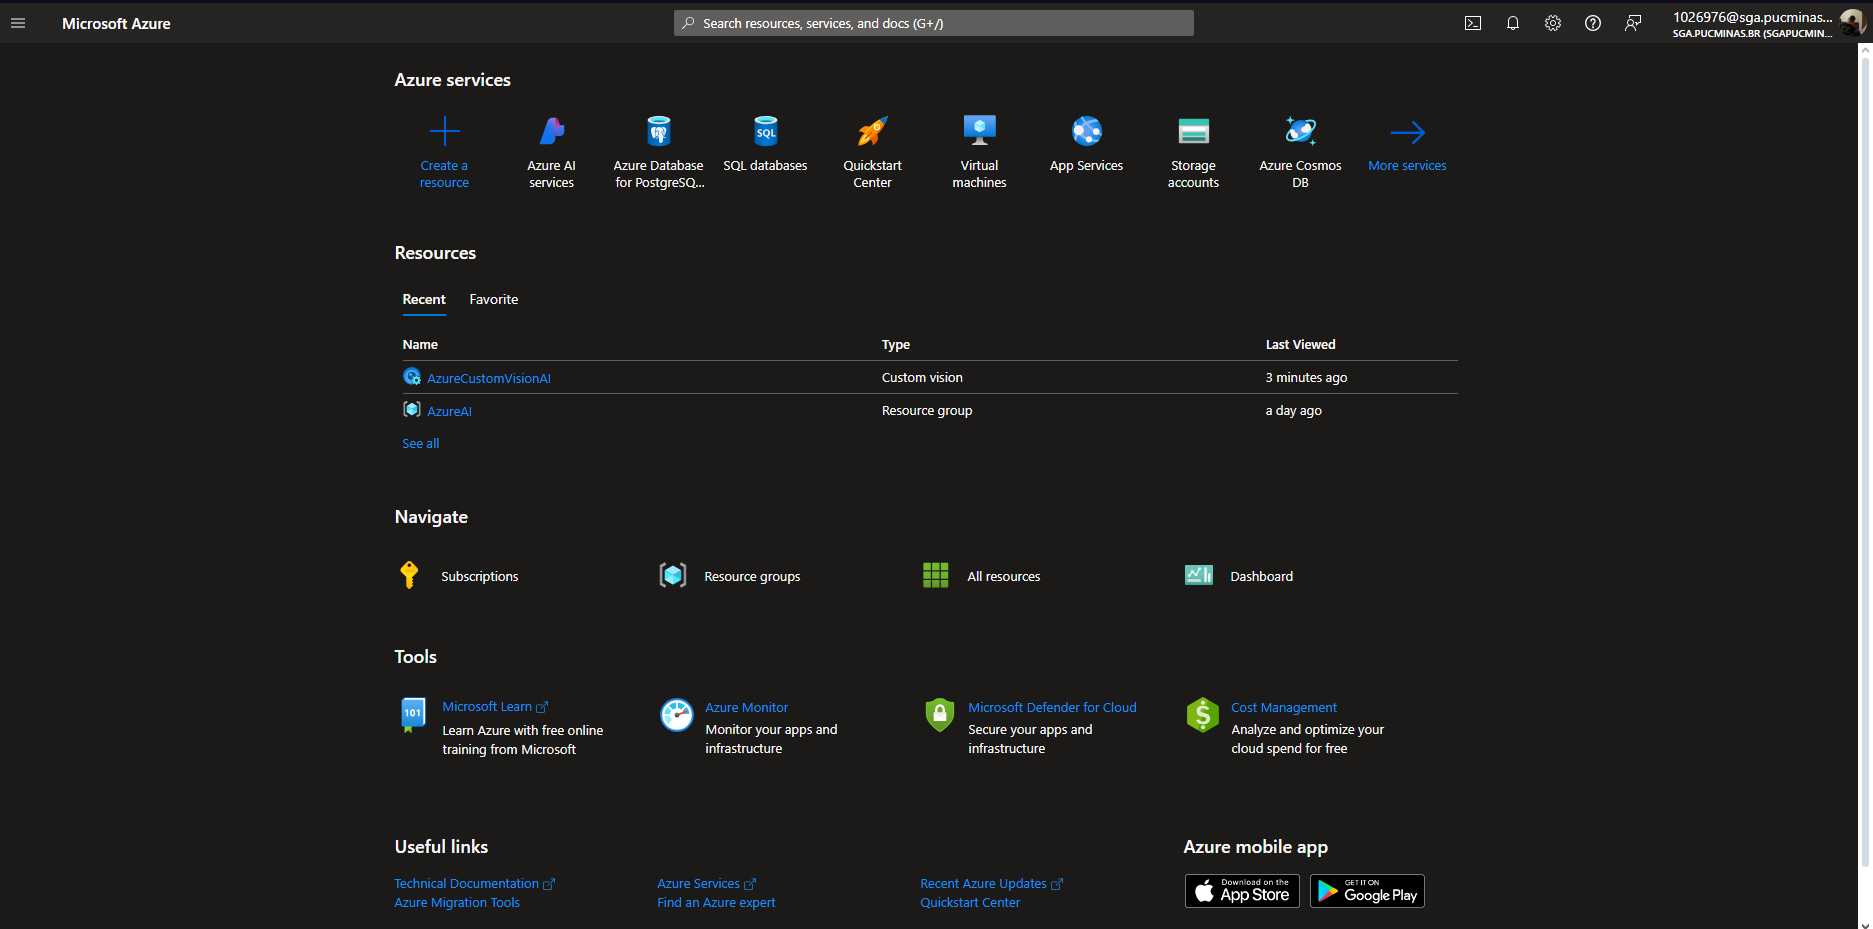 Microsoft Azure
Search resources, services, and docs (G+/)
1026976@sga.pucminas...
SGA.PUCMINAS.BR (SGAPUCMIN...
Azure services
Create a
resource
Azure AI
services
Azure Database
for PostgreSQ...
SQL
SQL databases
Quickstart
Center
Virtual
machines
App Services
Storage
accounts
Azure Cosmos
DB
More services
Resources
Recent Favorite
Name Type Last Viewed
AzureCustomVisionAI Custom vision 3 minutes ago
AzureAI Resource group a day ago
See all
Navigate
Subscriptions Resource groups All resources Dashboard
Tools
101
Microsoft Learn
Learn Azure with free online
training from Microsoft
Azure Monitor
Monitor your apps and
infrastructure
Microsoft Defender for Cloud
Secure your apps and
infrastructure
$
Cost Management
Analyze and optimize your
cloud spend for free
Useful links
Technical Documentation
Azure Migration Tools
Azure Services
Find an Azure expert
Recent Azure Updates
Quickstart Center
Azure mobile app
Download on the
App Store
GET IT ON
Google Play